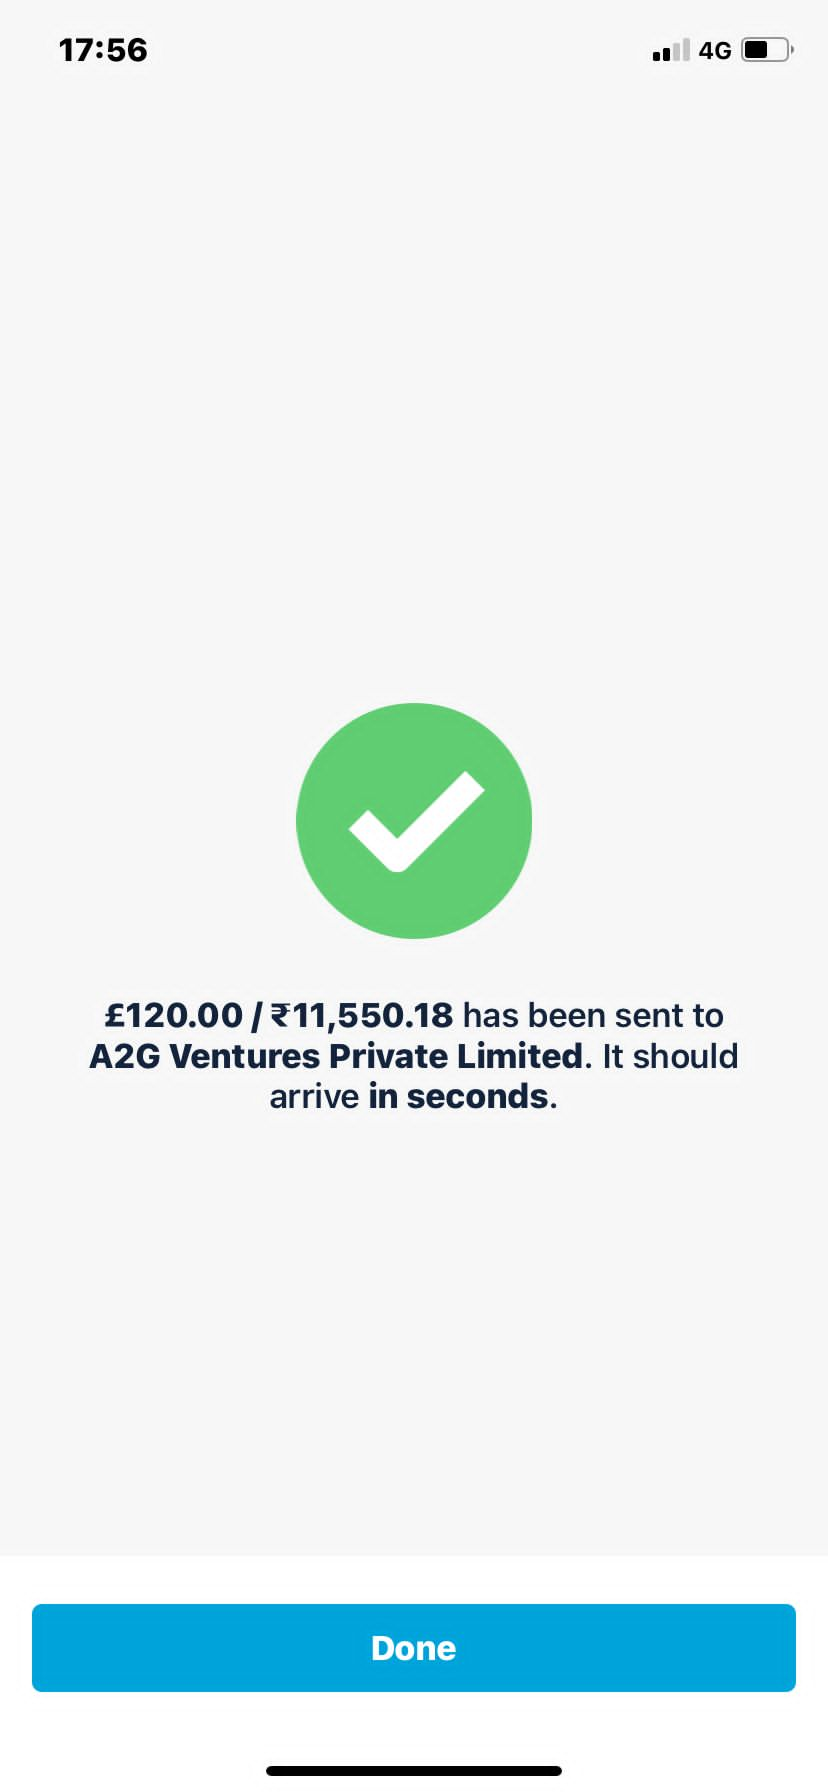 17:56
4G
£120.00 / ₹11,550.18 has been sent to
A2G Ventures Private Limited. It should
arrive in seconds.
Done